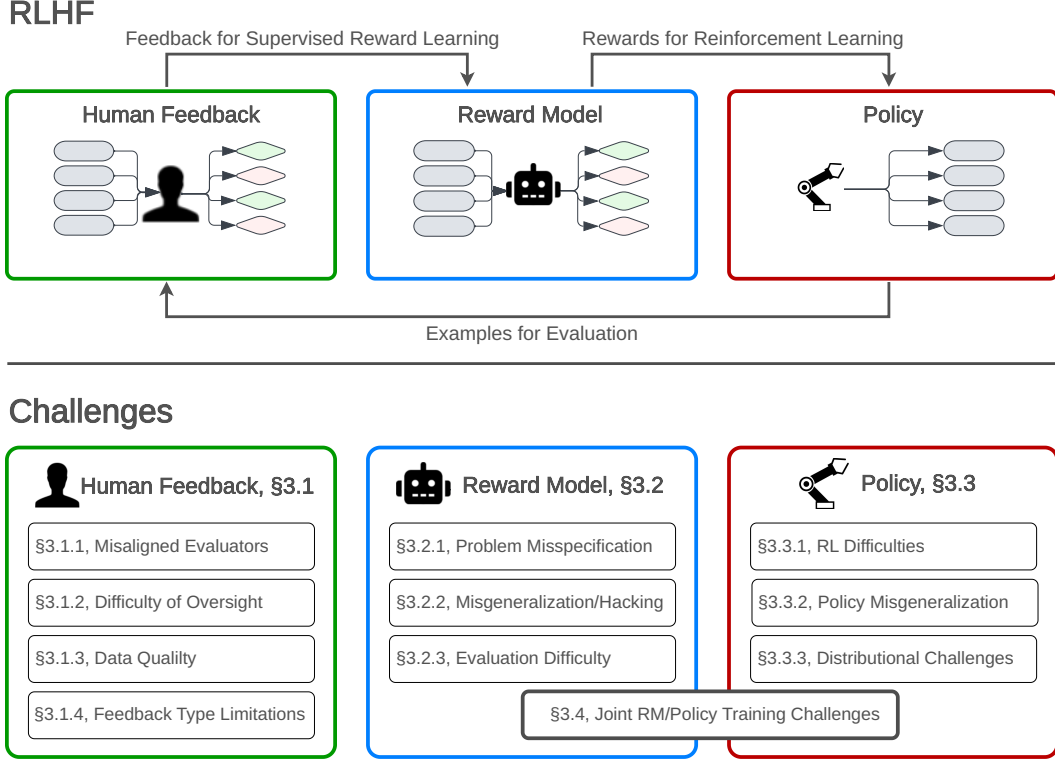 RLHF
Feedback for Supervised Reward Learning
Rewards for Reinforcement Learning
Human Feedback
Reward Model
Policy
Examples for Evaluation
Challenges
Human Feedback, §3.1
§3.1.1, Misaligned Evaluators
§3.1.2, Difficulty of Oversight
§3.1.3, Data Qualilty
§3.1.4, Feedback Type Limitations
Reward Model, §3.2
§3.2.1, Problem Misspecification
§3.2.2, Misgeneralization/Hacking
§3.2.3, Evaluation Difficulty
Policy, §3.3
§3.3.1, RL Difficulties
§3.3.2, Policy Misgeneralization
§3.3.3, Distributional Challenges
§3.4, Joint RM/Policy Training Challenges